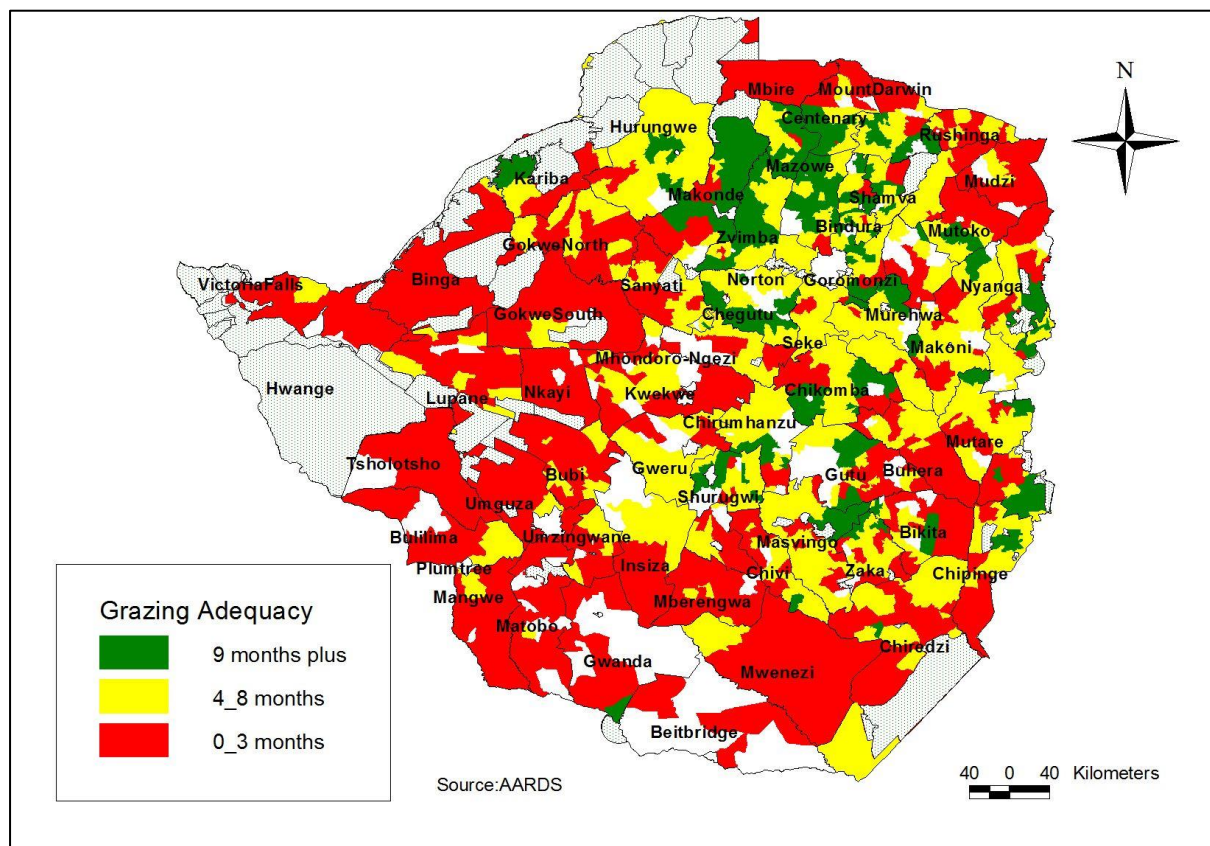 N
Mbire
MountDarwin
Centenary
Hurungwe
Rushinga
Mazowe
Kariba
Mudzi
Makonde
Shamva
Bindura
Mutoko
Zvimba
GokweNorth
Binga
VictoriaFalls
Sanyati
Norton
Goromonzi
Nyanga
GokweSouth
Chegutu
Murehwa
Seke
Makoni
Mhondoro-Ngezi
Hwange
Lupane
Nkayi
Kwekwe
Chikomba
Chirumhanzu
Mutare
Tsholotsho
Bubi
Gweru
Gutu
Buhera
Shurugwi
Umguza
Bulilima
Umzingwane
Masvingo
Bikita
Plumtree
Insiza
Chivi
Zaka
Chipinge
Mangwe
Mberengwa
Matobo
Chiredzi
Gwanda
Mwenezi
Beitbridge
Grazing Adequacy
9 months plus
4_8 months
0_3 months
Source:AARDS
40 0 40 Kilometers